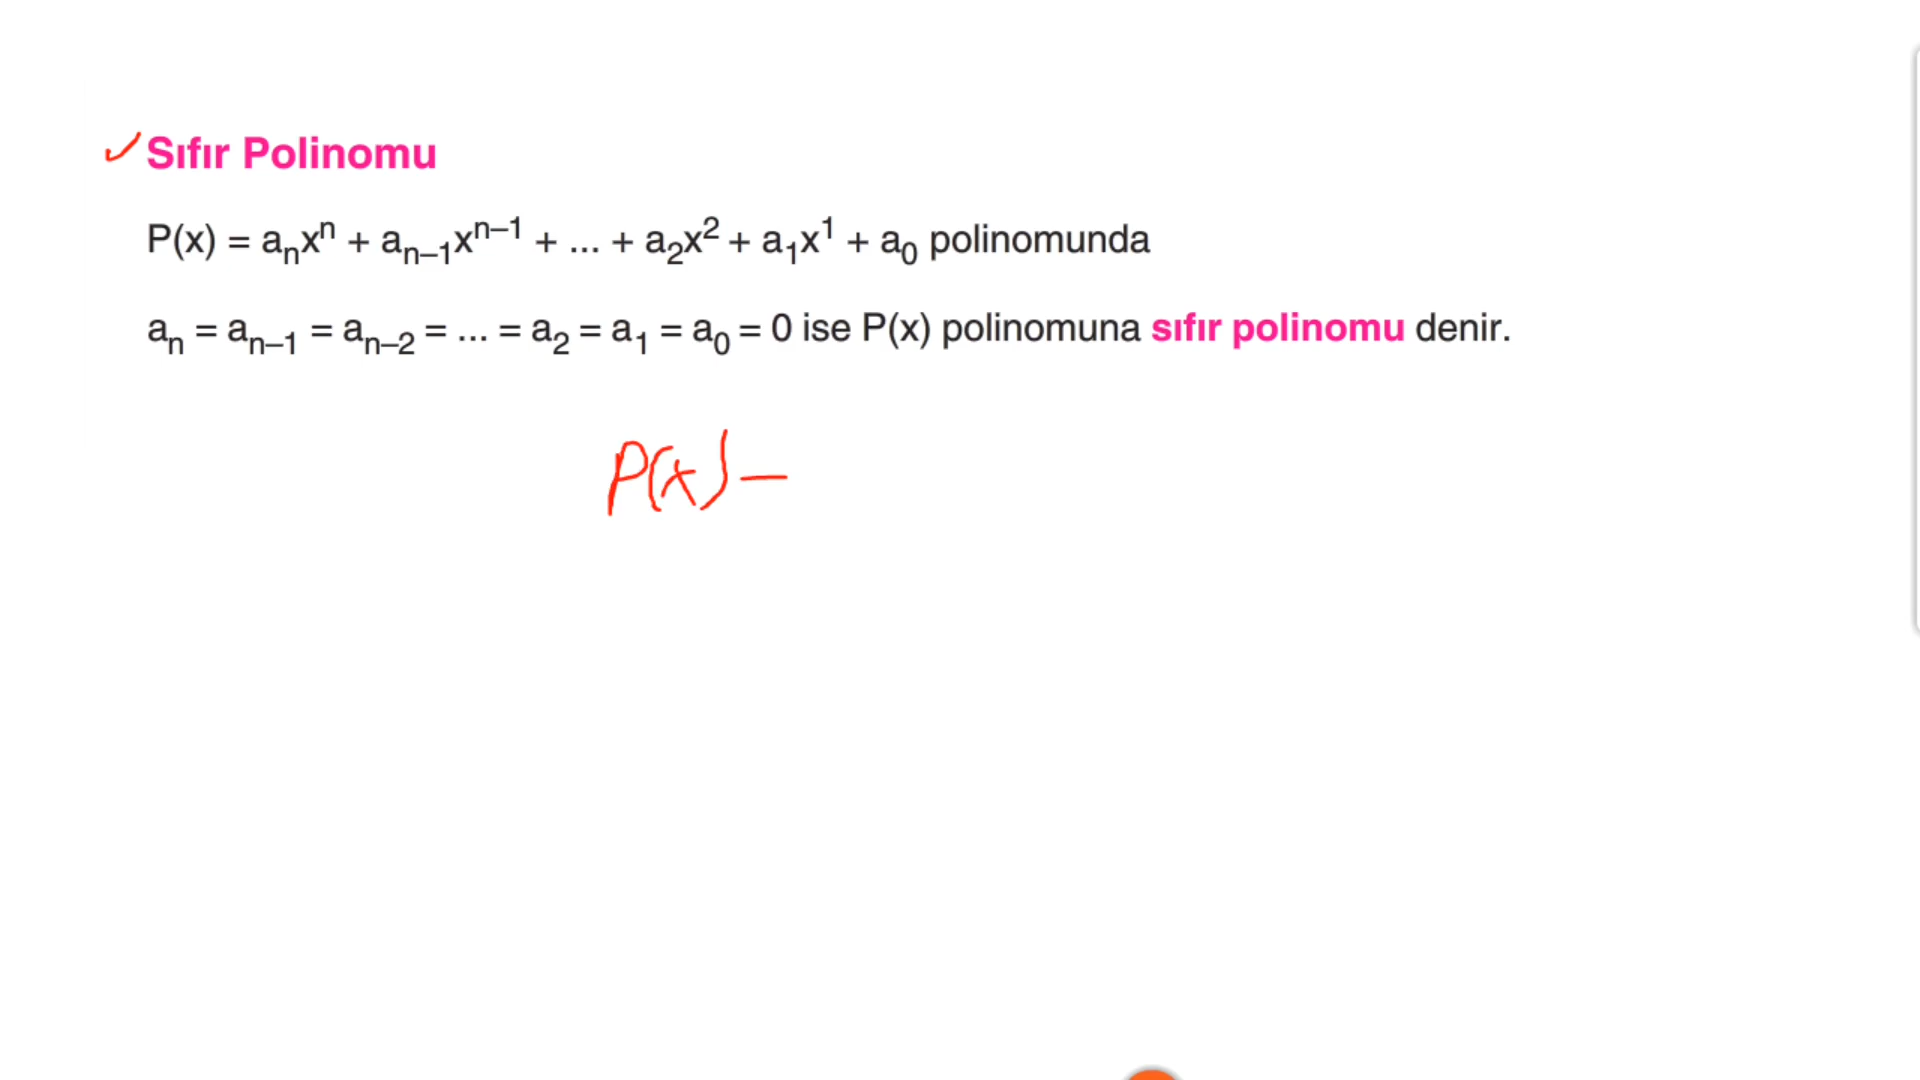 Sıfır Polinomu
P(x) = aₙxⁿ + aₙ₋₁xⁿ⁻¹ + ... + a₂x² + a₁x¹ + a₀ polinomunda
aₙ = aₙ₋₁ = aₙ₋₂ = ... = a₂ = a₁ = a₀ = 0 ise P(x) polinomuna sıfır polinomu denir.
P(x) –